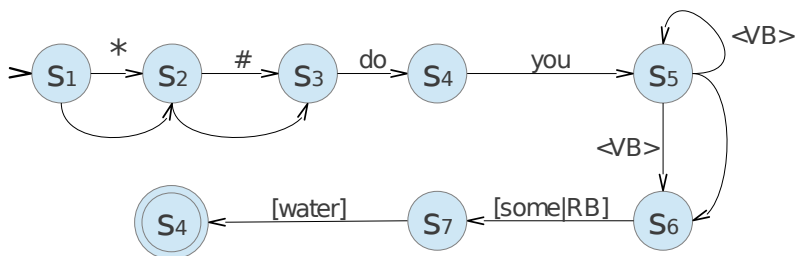 *
#
do
you
<VB>
S1
S2
S3
S4
S5
<VB>
[water]
[some|RB]
S4
S7
S6